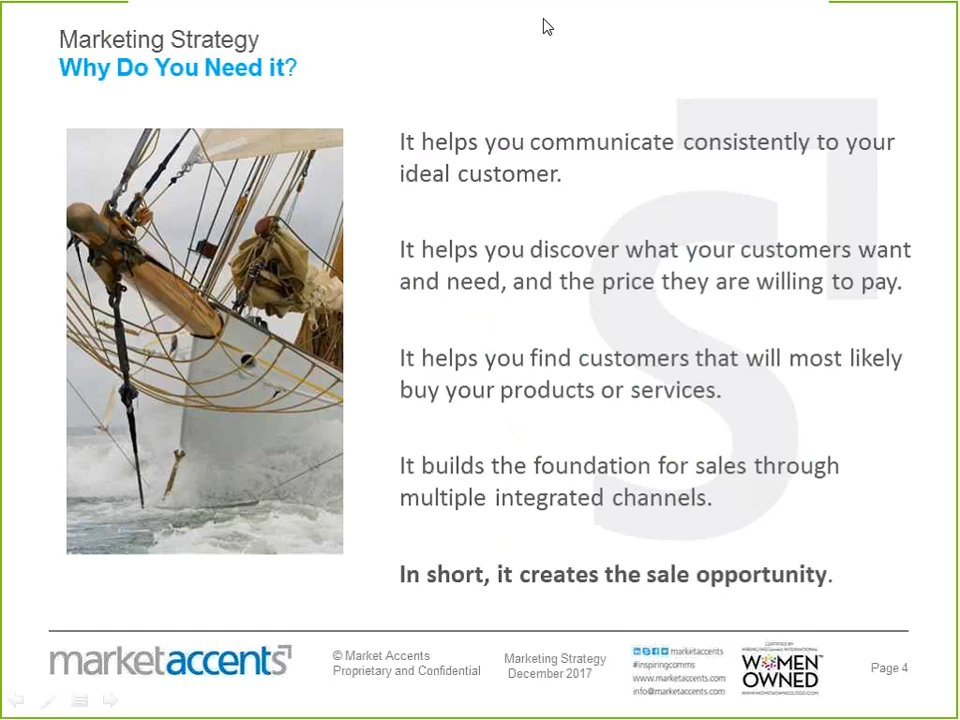 Marketing Strategy
Why Do You Need it?
It helps you communicate consistently to your
ideal customer.
It helps you discover what your customers want
and need, and the price they are willing to pay.
It helps you find customers that will most likely
buy your products or services.
It builds the foundation for sales through
multiple integrated channels.
In short, it creates the sale opportunity.
marketaccents
© Market Accents
Proprietary and Confidential
Marketing Strategy
December 2017
marketaccents
#inspiringcomms
www.marketaccents.com
info@marketaccents.com
WOMEN
OWNED
Page 4